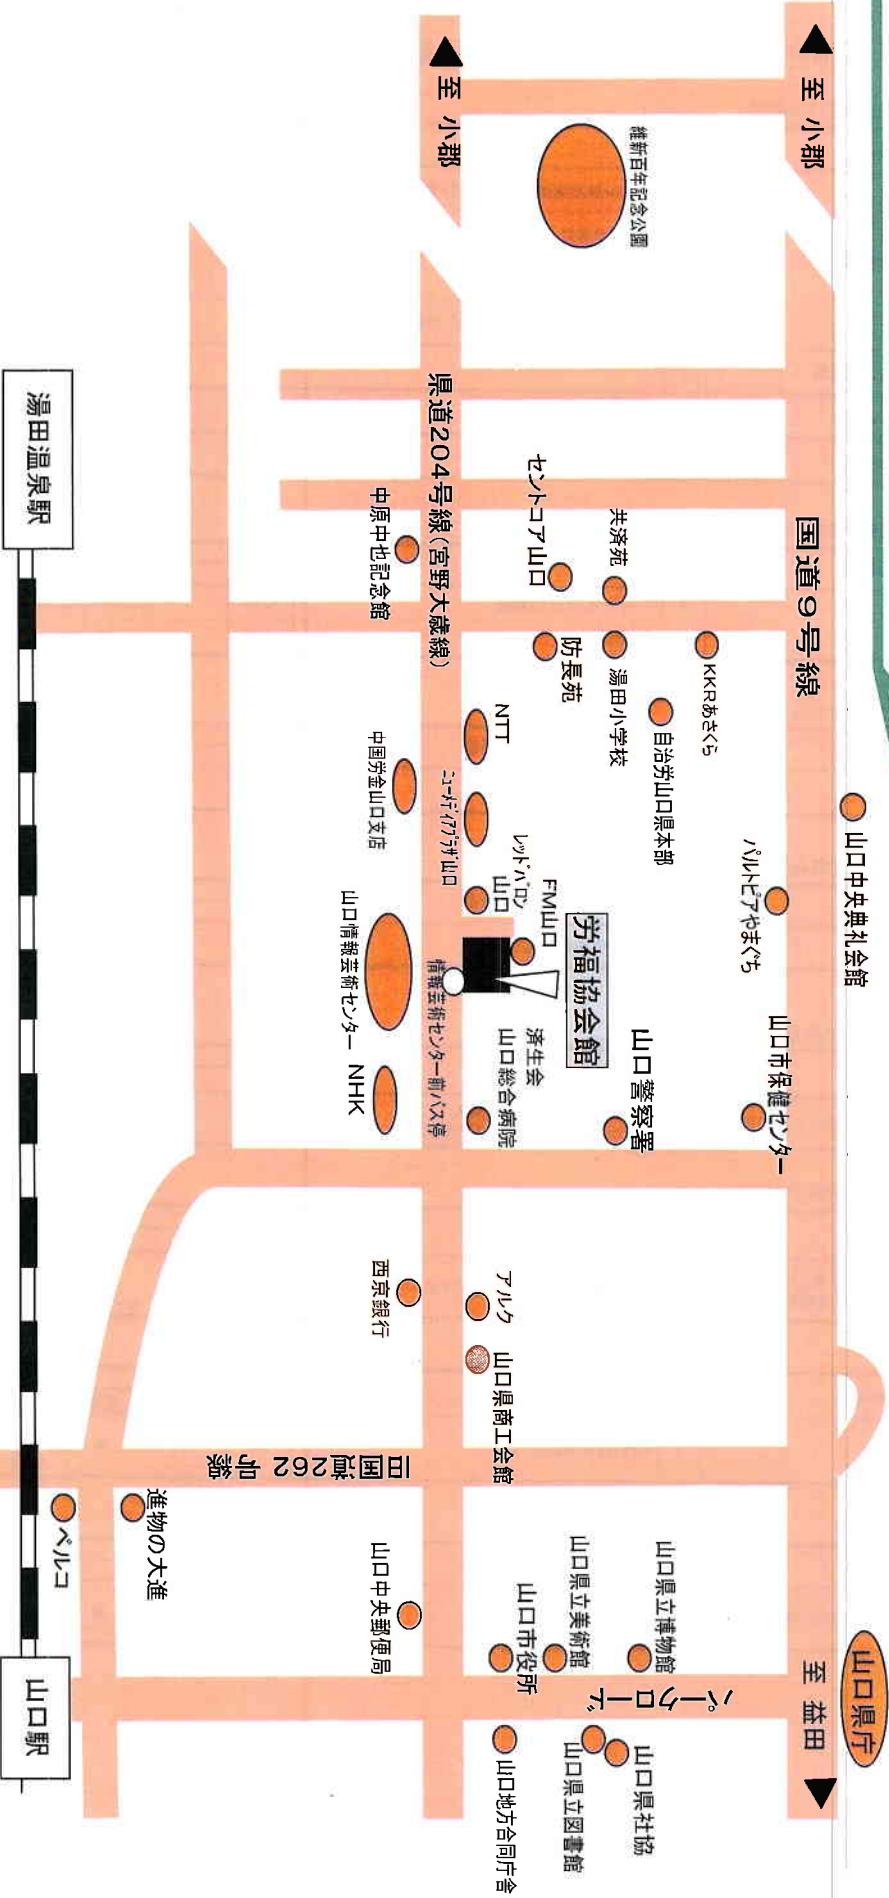 至 小郡
至 小郡
維新百年記念公園
国道9号線
県道204号線(宮野大歳線)
湯田温泉駅
中原中也記念館
セントコア山口
共済苑
防長苑
湯田小学校
KKRあさくら
自治労山口県本部
NTT
ニューメディアプラザ山口
中国労金山口支店
レッドバロン
山口
FM山口
労福協会館
山口情報芸術センター
情報芸術センター前バス停
NHK
済生会
山口総合病院
山口警察署
パルトピアやまぐち
山口中央典礼会館
山口市保健センター
西京銀行
アルク
山口県商工会館
旧国道262号線
進物の大進
ベルコ
山口中央郵便局
山口市役所
山口県立美術館
山口県立博物館
パークロード
山口県庁
至 益田
山口県社協
山口県立図書館
山口地方合同庁舎
山口駅